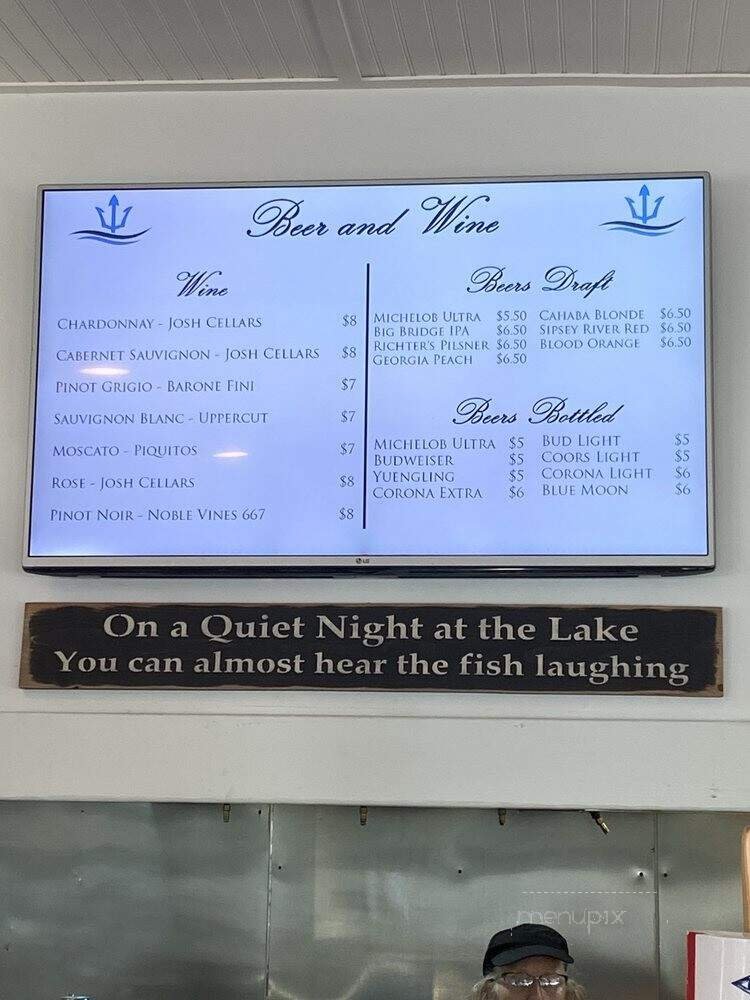 Beer and Wine
Wine
CHARDONNAY - JOSH CELLARS $8
CABERNET SAUVIGNON - JOSH CELLARS $8
PINOT GRIGIO - BARONE FINI $7
SAUVIGNON BLANC - UPPERCUT $7
MOSCATO - PIQUITOS $7
ROSE - JOSH CELLARS $8
PINOT NOIR - NOBLE VINES 667 $8
Beers Draft
MICHELOB ULTRA $5.50 CAHABA BLONDE $6.50
BIG BRIDGE IPA $6.50 SIPSEY RIVER RED $6.50
RICHTER'S PILSNER $6.50 BLOOD ORANGE $6.50
GEORGIA PEACH $6.50
Beers Bottled
MICHELOB ULTRA $5 BUD LIGHT $5
BUDWEISER $5 COORS LIGHT $5
YUENGLING $5 CORONA LIGHT $6
CORONA EXTRA $6 BLUE MOON $6
LG
On a Quiet Night at the Lake
You can almost hear the fish laughing
menupix